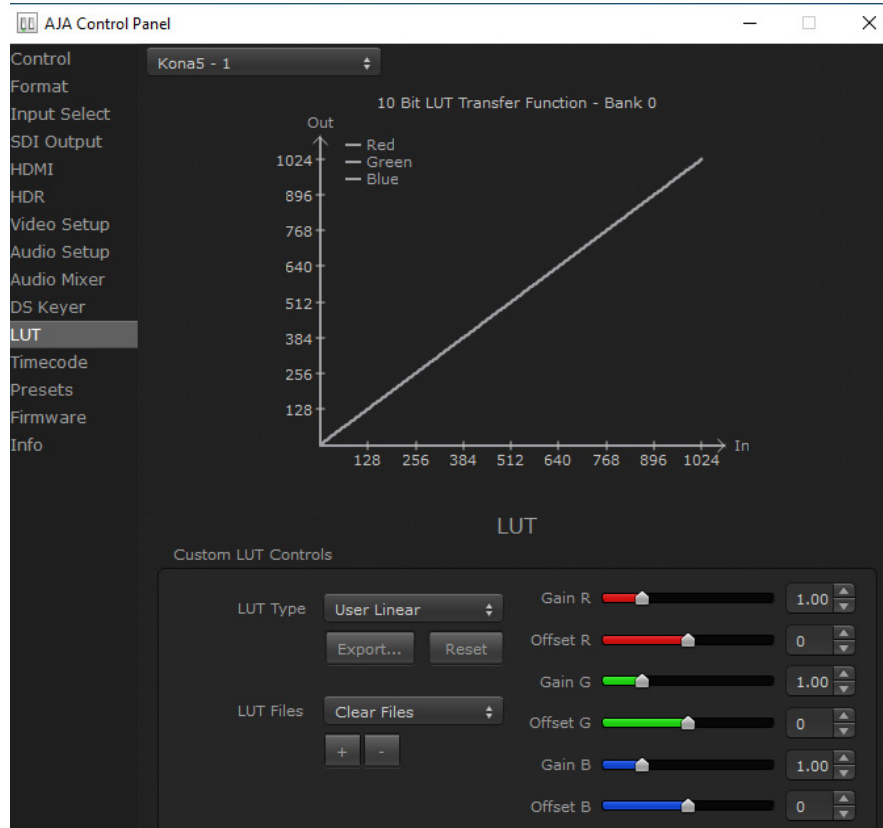 AJA Control Panel
Control
Format
Input Select
SDI Output
HDMI
HDR
Video Setup
Audio Setup
Audio Mixer
DS Keyer
LUT
Timecode
Presets
Firmware
Info
Kona5 - 1
10 Bit LUT Transfer Function - Bank 0
Out
Red
Green
Blue
1024
896
768
640
512
384
256
128
128 256 384 512 640 768 896 1024
In
LUT
Custom LUT Controls
LUT Type User Linear
Export... Reset
LUT Files Clear Files
+ -
Gain R 1.00
Offset R 0
Gain G 1.00
Offset G 0
Gain B 1.00
Offset B 0